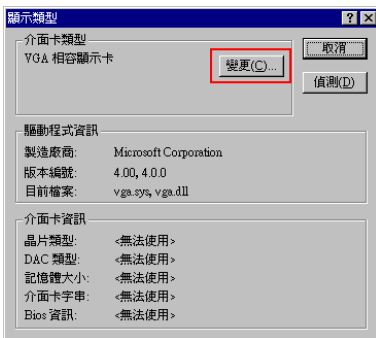 顯示類型
介面卡類型
VGA 相容顯示卡
變更(C)...
取消
偵測(D)
驅動程式資訊
製造廠商: Microsoft Corporation
版本編號: 4.00, 4.0.0
目前檔案: vga.sys, vga.dll
介面卡資訊
晶片類型: <無法使用>
DAC 類型: <無法使用>
記憶體大小: <無法使用>
介面卡字串: <無法使用>
Bios 資訊: <無法使用>